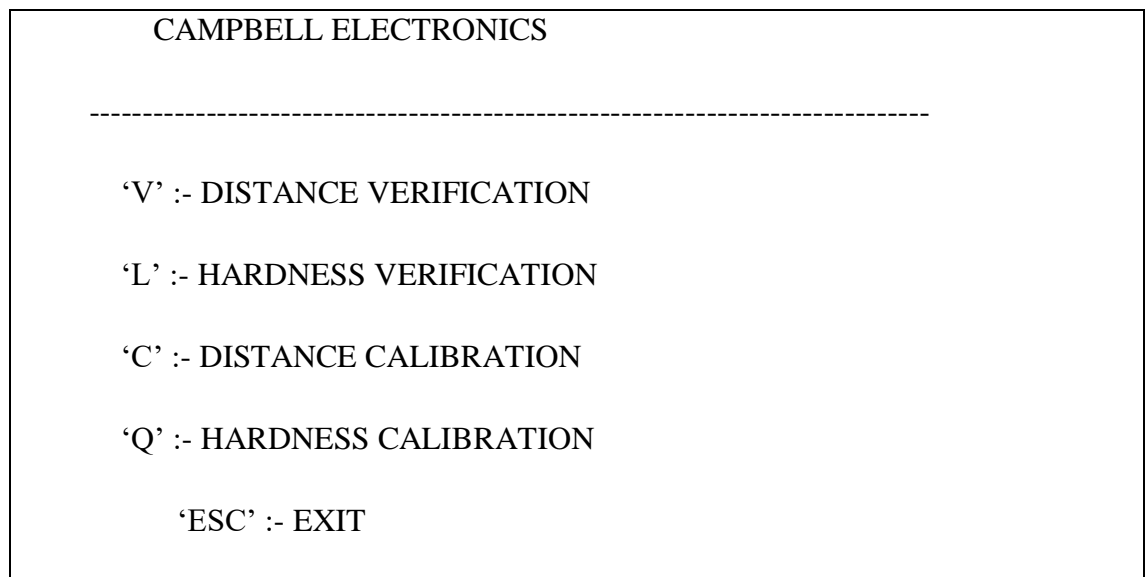 CAMPBELL ELECTRONICS
--------------------------------------------------------------------------------
‘V’ :- DISTANCE VERIFICATION
‘L’ :- HARDNESS VERIFICATION
‘C’ :- DISTANCE CALIBRATION
‘Q’ :- HARDNESS CALIBRATION
‘ESC’ :- EXIT